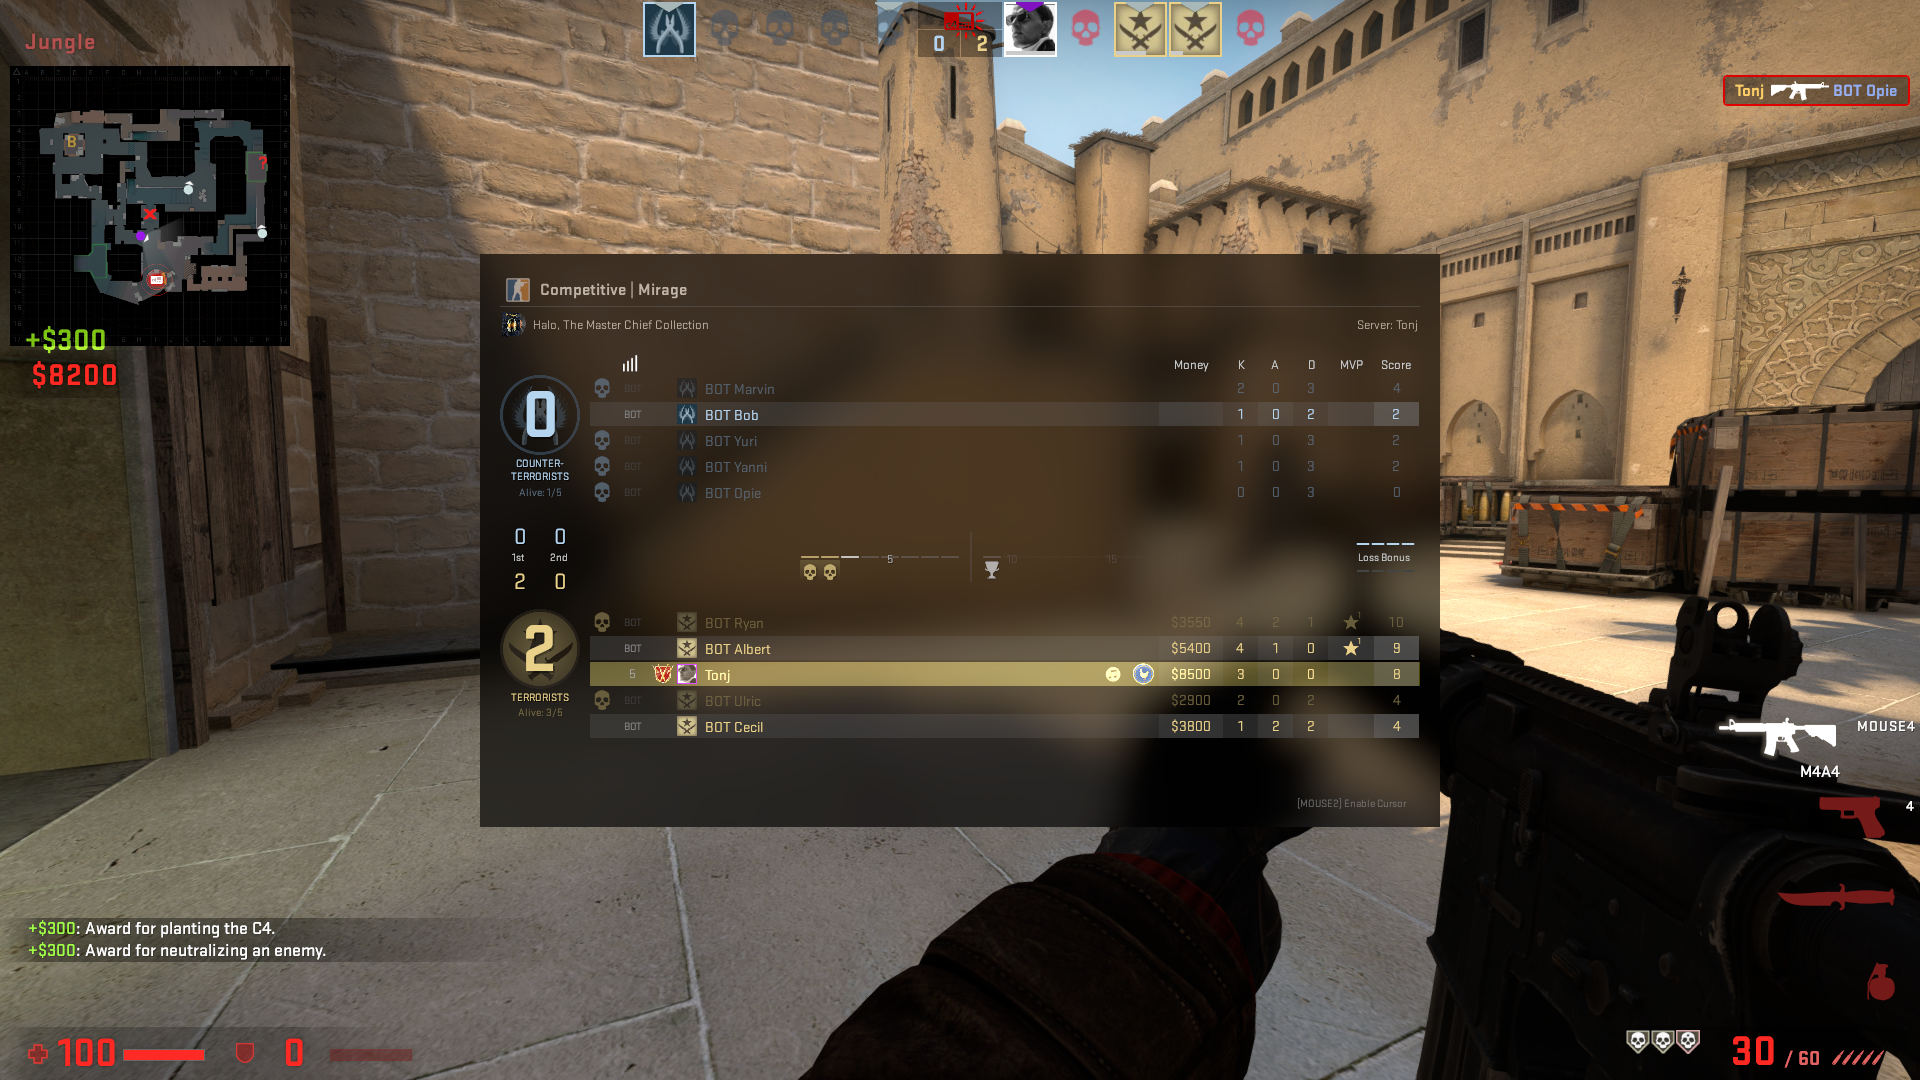 Jungle
0 2
Tonj BOT Opie
B
?
+$300
$8200
Competitive | Mirage
Halo, The Master Chief Collection
Server: Tonj
Money K A D MVP Score
BOT BOT Marvin 2 0 3 4
BOT BOT Bob 1 0 2 2
BOT BOT Yuri 1 0 3 2
BOT BOT Yanni 1 0 3 2
BOT BOT Opie 0 0 3 0
0
COUNTER-
TERRORISTS
Alive: 1/5
0 0
1st 2nd
2 0
5 10 15
Loss Bonus
2
TERRORISTS
Alive: 3/5
BOT BOT Ryan $3550 4 2 1 1 10
BOT BOT Albert $5400 4 1 0 1 9
5 Tonj $8500 3 0 0 8
BOT BOT Ulric $2900 2 0 2 4
BOT BOT Cecil $3800 1 2 2 4
[MOUSE2] Enable Cursor
MOUSE4
M4A4
4
+$300: Award for planting the C4.
+$300: Award for neutralizing an enemy.
100 0
30 / 60